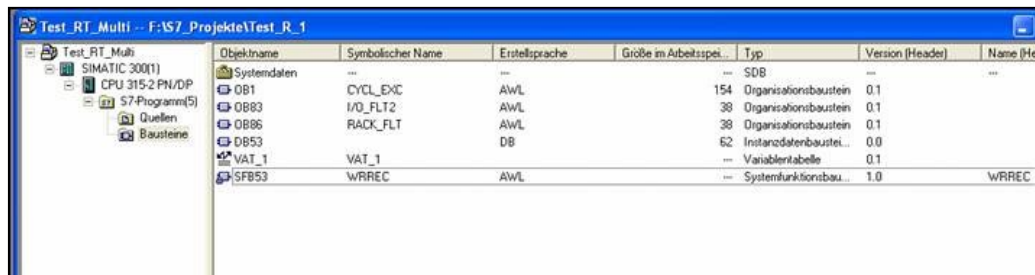 Test_RT_Multi -- F:\S7_Projekte\Test_R_1
Test_RT_Multi
SIMATIC 300(1)
CPU 315-2 PN/DP
S7-Programm(5)
Quellen
Bausteine
Objektname Symbolischer Name Erstellsprache Größe im Arbeitsspei... Typ Version (Header) Name (He
Systemdaten --- --- --- SDB --- ---
OB1 CYCL_EXC AWL 154 Organisationsbaustein 0.1
OB83 I/O_FLT2 AWL 38 Organisationsbaustein 0.1
OB86 RACK_FLT AWL 38 Organisationsbaustein 0.1
DB53 DB 62 Instanzdatenbaustei... 0.0
VAT_1 VAT_1 --- Variablentabelle 0.1
SFB53 WRREC AWL --- Systemfunktionsbau... 1.0 WRREC